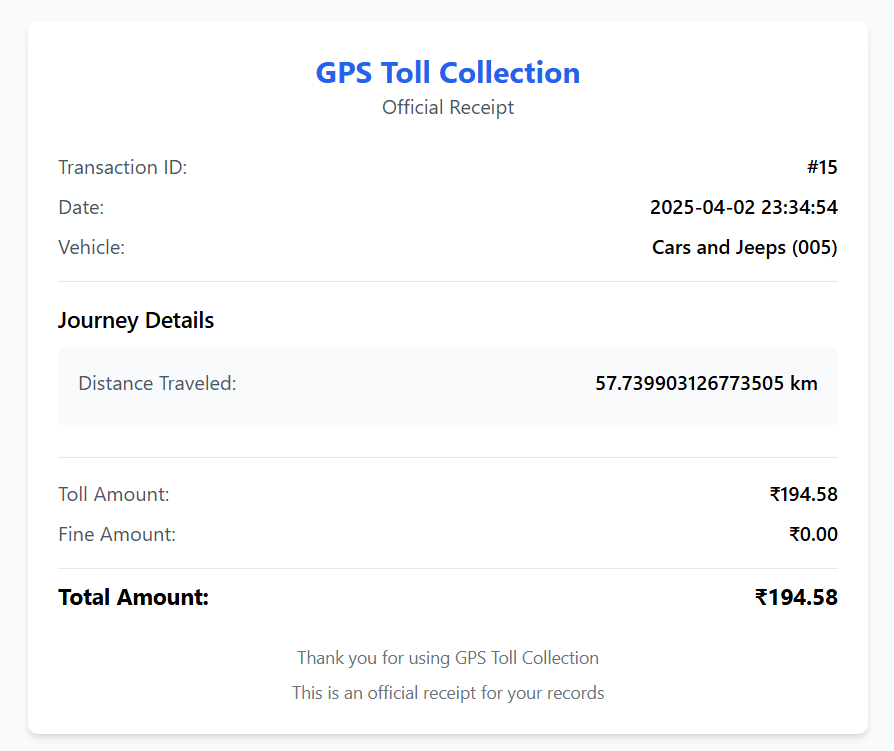 GPS Toll Collection
Official Receipt
Transaction ID: #15
Date: 2025-04-02 23:34:54
Vehicle: Cars and Jeeps (005)
Journey Details
Distance Traveled: 57.739903126773505 km
Toll Amount: ₹194.58
Fine Amount: ₹0.00
Total Amount: ₹194.58
Thank you for using GPS Toll Collection
This is an official receipt for your records